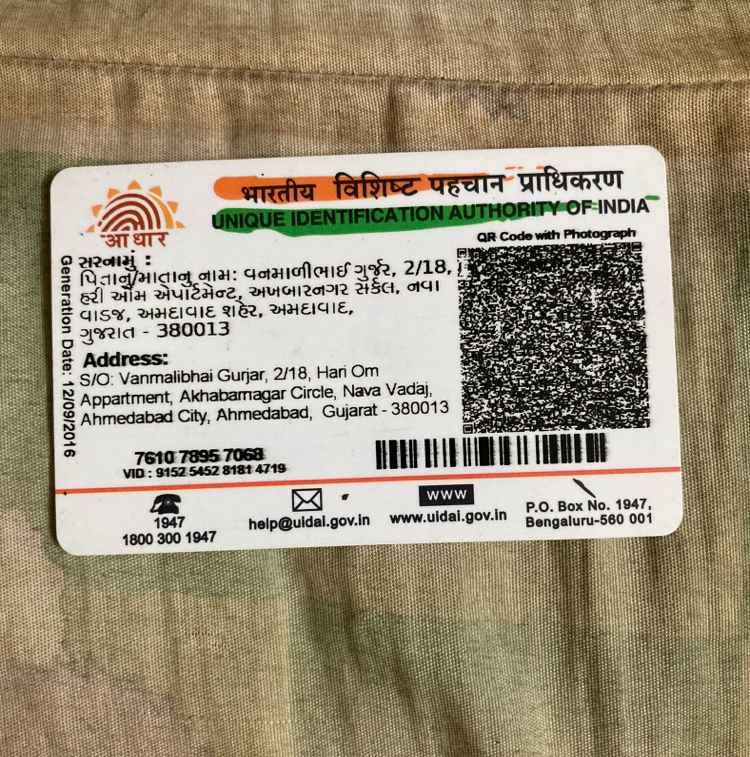 भारतीय विशिष्ट पहचान प्राधिकरण
UNIQUE IDENTIFICATION AUTHORITY OF INDIA
आधार
QR Code with Photograph
Generation Date: 12/09/2016
સરનામું :
પિતાનું/માતાનુ નામ: વનમાળીભાઈ ગુર્જર, 2/18,
હરી ઓમ એપાર્ટમેન્ટ, અખબારનગર સર્કલ, નવા
વાડજ, અમદાવાદ શહેર, અમદાવાદ,
ગુજરાત - 380013
Address:
S/O: Vanmalibhai Gurjar, 2/18, Hari Om
Appartment, Akhabarnagar Circle, Nava Vadaj,
Ahmedabad City, Ahmedabad, Gujarat - 380013
7610 7895 7068
VID : 9152 5452 8181 4719
1947
1800 300 1947
help@uidai.gov.in
www
www.uidai.gov.in
P.O. Box No. 1947,
Bengaluru-560 001